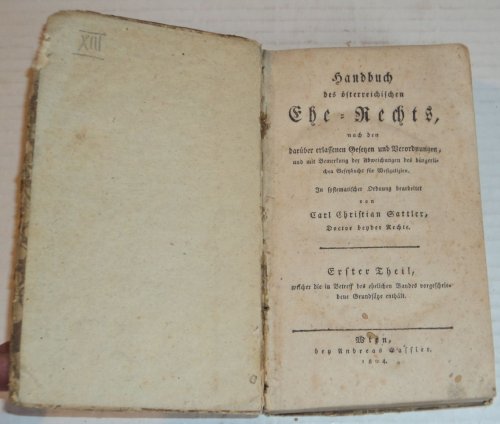 XIII
Handbuch
des österreichischen
Ehe-Rechts,
nach den
darüber erlassenen Gesetzen und Verordnungen,
und mit Bemerkung der Abweichungen des bürgerli-
chen Gesetzbuchs für Westgalizien.
In systematischer Ordnung bearbeitet
von
Carl Christian Sattler,
Doctor beyder Rechte.
Erster Theil,
welcher die in Betreff des ehelichen Bandes vorgeschrie-
bene Grundsätze enthält.
Wien,
bey Andreas Gassler.
1804.